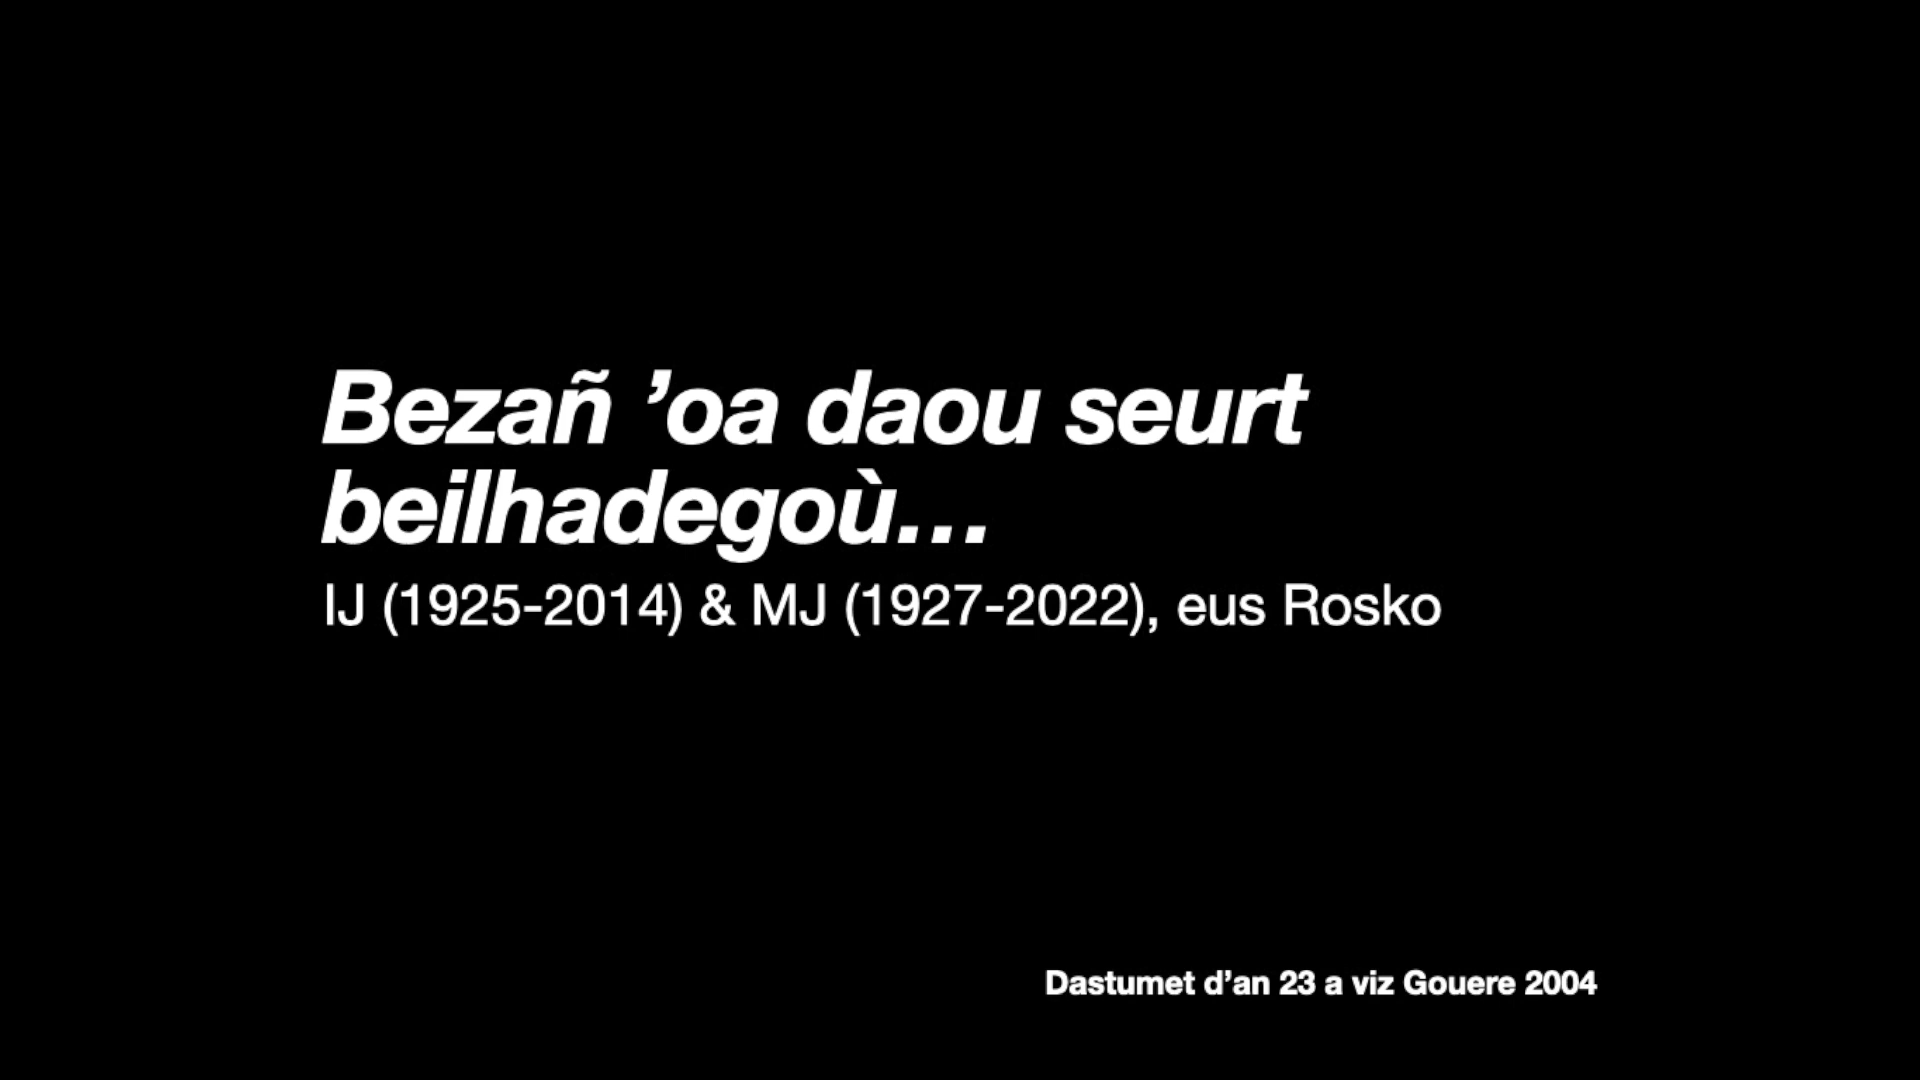 Bezañ ’oa daou seurt
beilhadegoù…
IJ (1925-2014) & MJ (1927-2022), eus Rosko
Dastumet d’an 23 a viz Gouere 2004